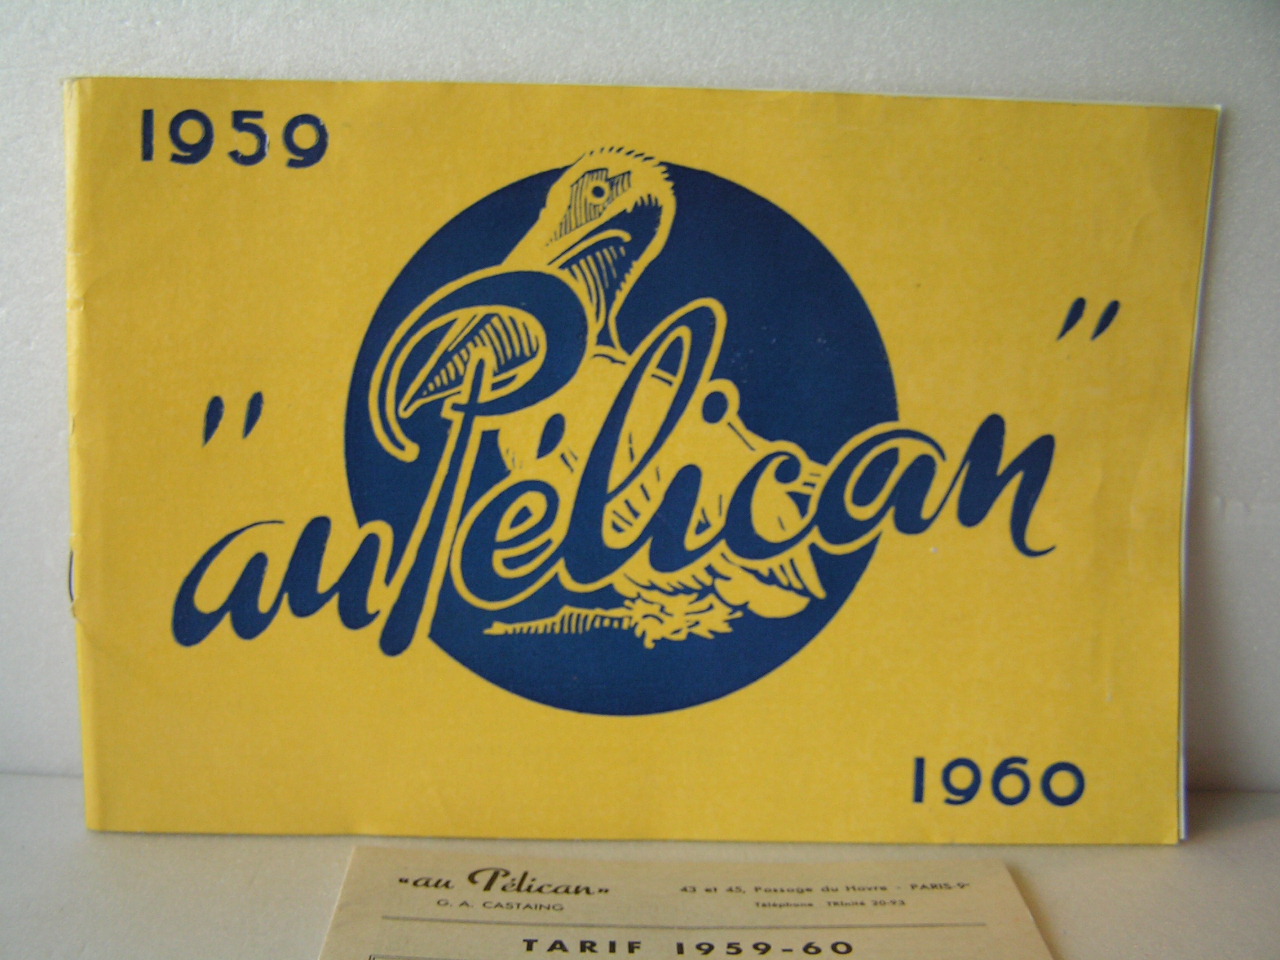 1959
" au Pélican "
1960
"au Pélican"
43 et 45, Passage du Havre - PARIS-9e
G. A. CASTAING
Téléphone TRInité 20-93
TARIF 1959-60